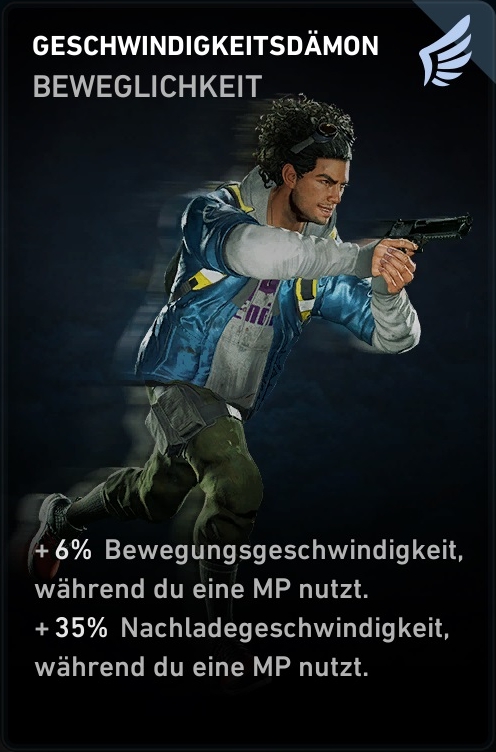 GESCHWINDIGKEITSDÄMON
BEWEGLICHKEIT
+ 6% Bewegungsgeschwindigkeit,
während du eine MP nutzt.
+ 35% Nachladegeschwindigkeit,
während du eine MP nutzt.